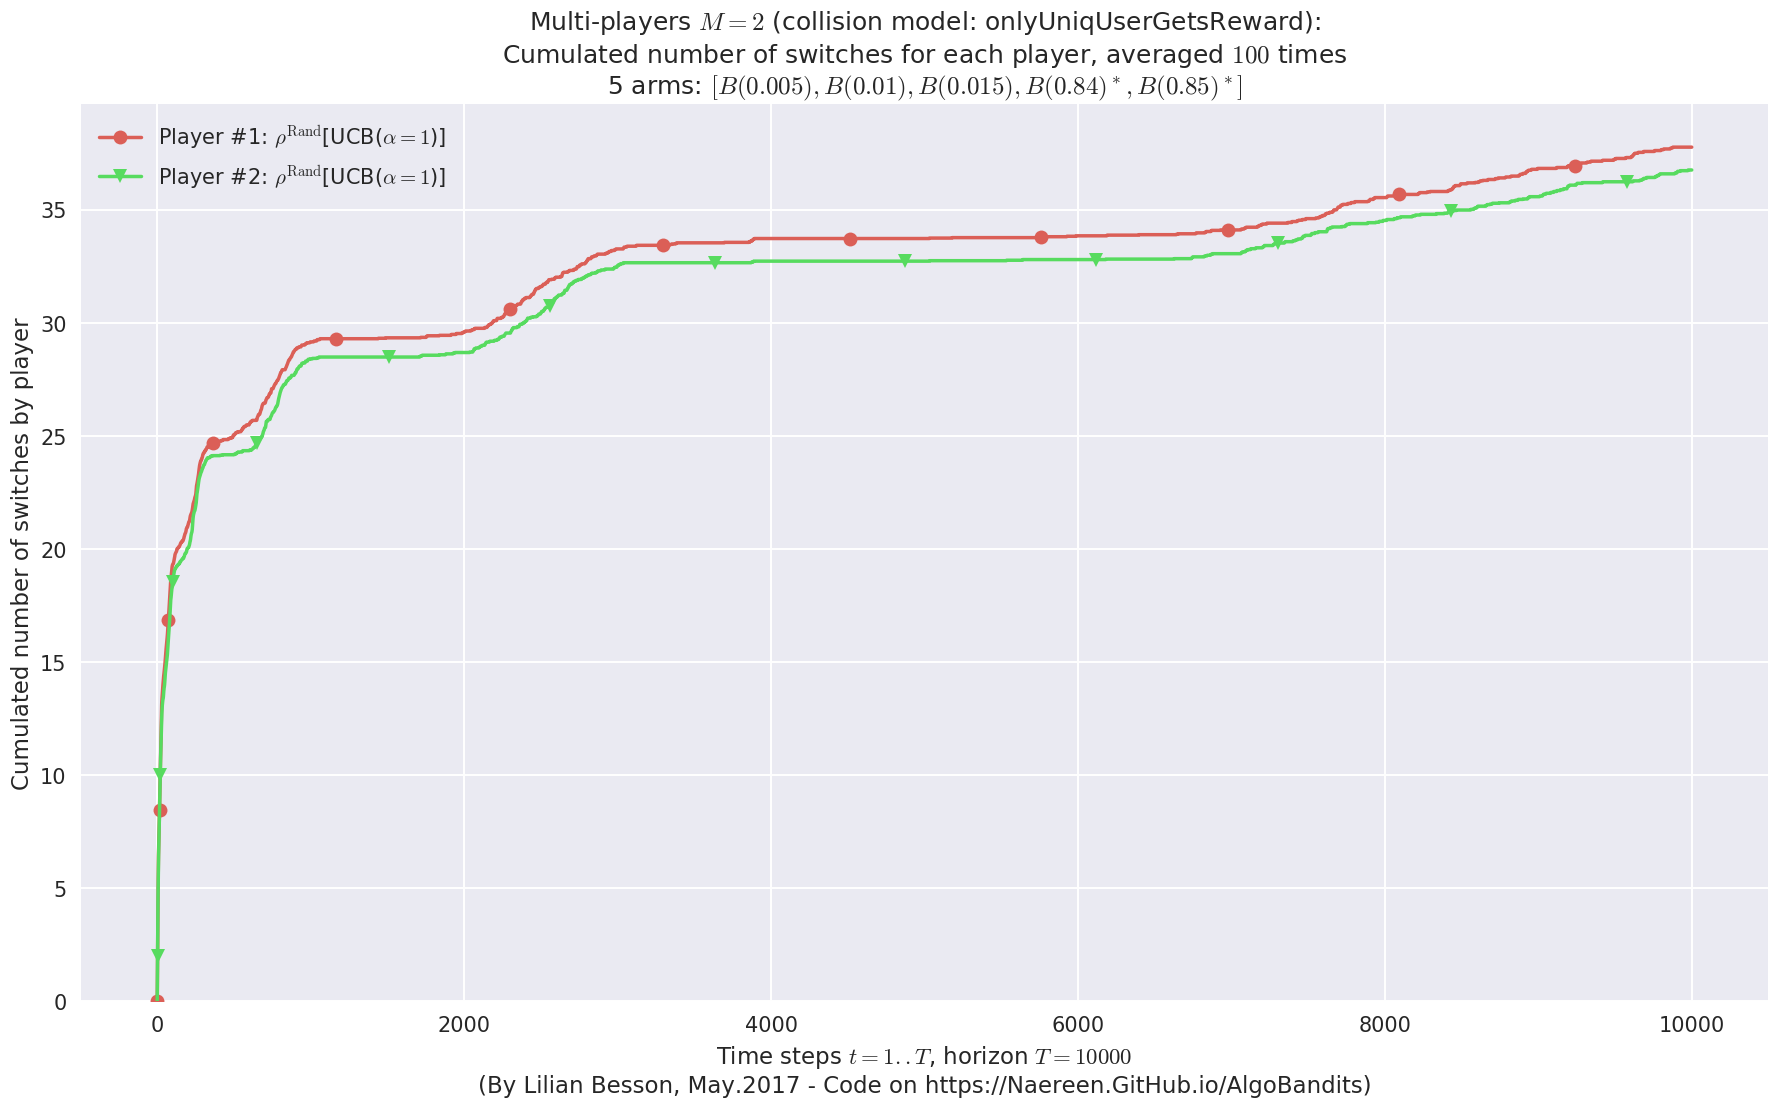 Multi-players M = 2 (collision model: onlyUniqUserGetsReward):
Cumulated number of switches for each player, averaged 100 times
5 arms: [B(0.005), B(0.01), B(0.015), B(0.84)*, B(0.85)*]
Player #1: ρ^Rand[UCB(α = 1)]
Player #2: ρ^Rand[UCB(α = 1)]
Cumulated number of switches by player
35
30
25
20
15
10
5
0
0 2000 4000 6000 8000 10000
Time steps t = 1..T, horizon T = 10000
(By Lilian Besson, May.2017 - Code on https://Naereen.GitHub.io/AlgoBandits)